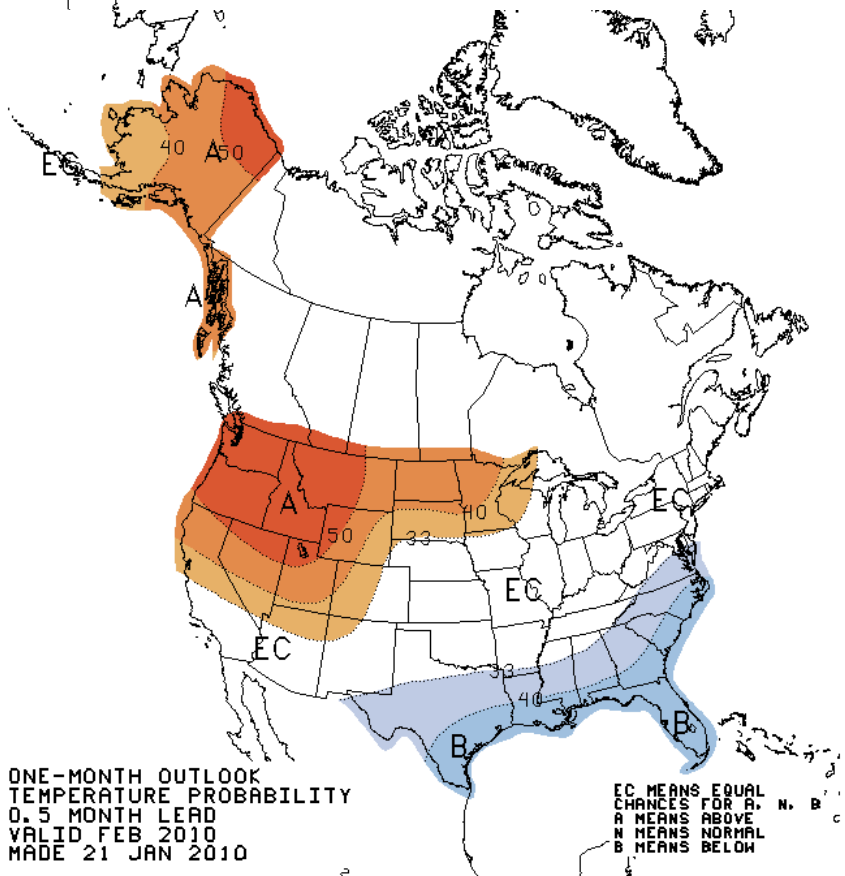 40
A
50
EC
A
A
EC
40
50
33
EC
EC
33
40
B
B
ONE-MONTH OUTLOOK
TEMPERATURE PROBABILITY
0.5 MONTH LEAD
VALID FEB 2010
MADE 21 JAN 2010
EC MEANS EQUAL
CHANCES FOR A, N, B
A MEANS ABOVE
N MEANS NORMAL
B MEANS BELOW